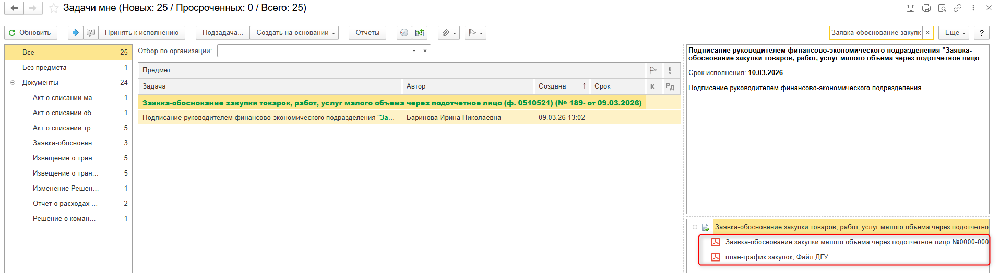 Задачи мне (Новых: 25 / Просроченных: 0 / Всего: 25)
Обновить
?
Принять к исполнению
Подзадача...
Создать на основании
Отчеты
Заявка-обоснование закупк
×
Еще
?
Все 25
Без предмета 1
Документы 24
Акт о списании ма... 1
Акт о списании об... 1
Акт о списании тр... 5
Заявка-обоснован... 3
Извещение о тран... 5
Извещение о тран... 5
Изменение Решен... 1
Отчет о расходах ... 2
Решение о коман... 1
Отбор по организации:
×
Предмет
Задача Автор Создана ↑ Срок К Рд
Заявка-обоснование закупки товаров, работ, услуг малого объема через подотчетное лицо (ф. 0510521) (№ 189- от 09.03.2026)
Подписание руководителем финансово-экономического подразделения "За... Баринова Ирина Николаевна 09.03.26 13:02
Подписание руководителем финансово-экономического подразделения "Заявка-
обоснование закупки товаров, работ, услуг малого объема через подотчетное лицо
Срок исполнения: 10.03.2026
Подписание руководителем финансово-экономического подразделения
Заявка-обоснование закупки товаров, работ, услуг малого объема через подотчетно
Заявка-обоснование закупки малого объема через подотчетное лицо №0000-000
план-график закупок, Файл ДГУ